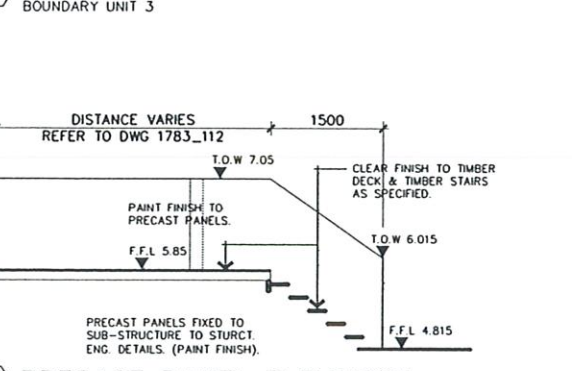 BOUNDARY UNIT 3
DISTANCE VARIES
REFER TO DWG 1783_112
1500
T.O.W 7.05
CLEAR FINISH TO TIMBER
DECK & TIMBER STAIRS
AS SPECIFIED.
PAINT FINISH TO
PRECAST PANELS.
T.O.W 6.015
F.F.L 5.85
PRECAST PANELS FIXED TO
SUB-STRUCTURE TO STURCT.
ENG. DETAILS. (PAINT FINISH).
F.F.L 4.815